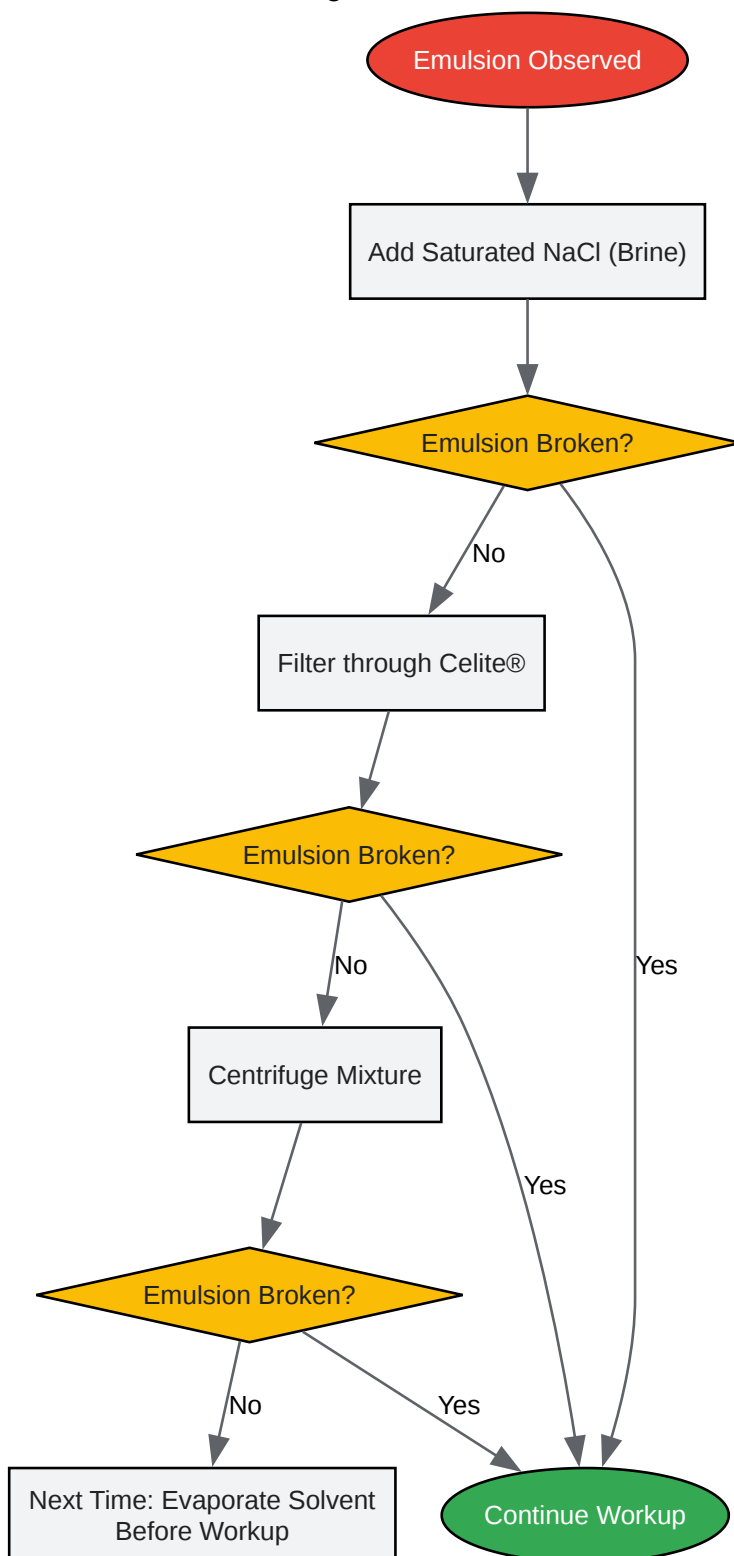 Emulsion Observed
Add Saturated NaCl (Brine)
Emulsion Broken?
No
Filter through Celite®
Emulsion Broken?
No
Yes
Centrifuge Mixture
Yes
Emulsion Broken?
No
Yes
Next Time: Evaporate Solvent
Before Workup
Continue Workup